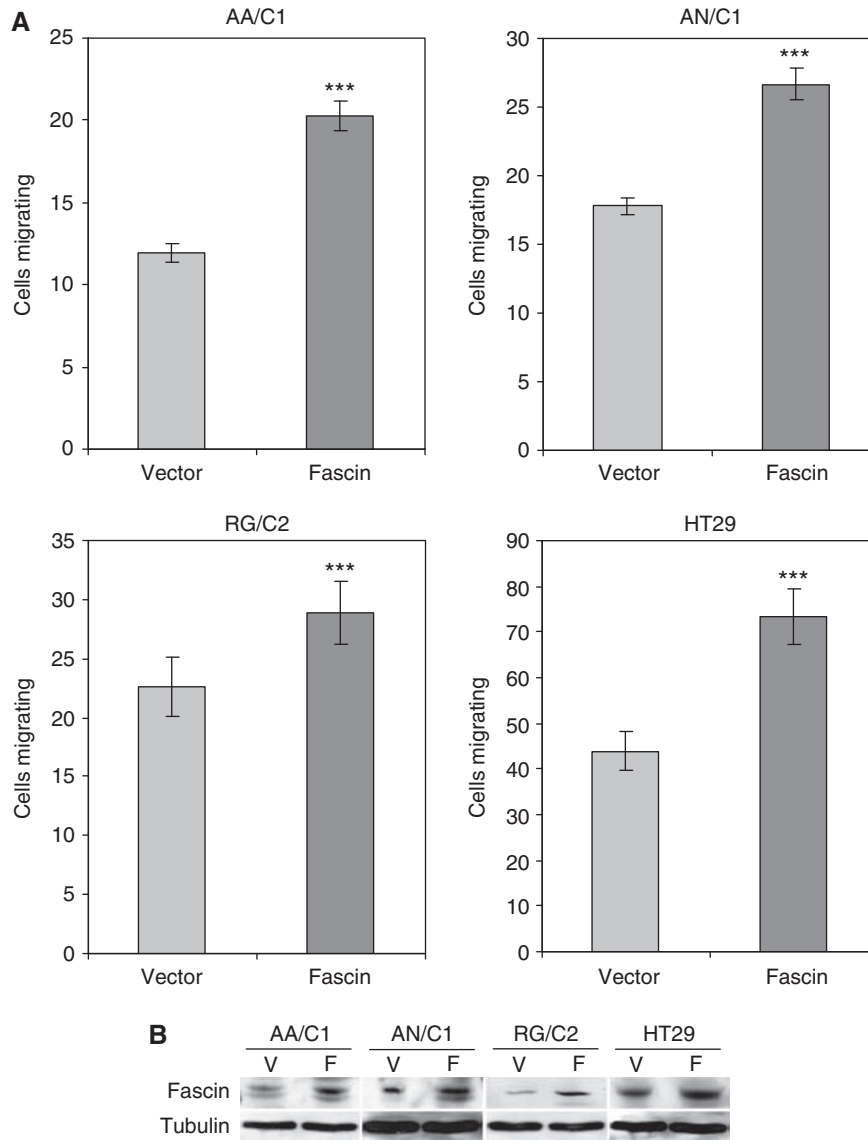 A
AA/C1
25
20
15
10
5
0
Cells migrating
***
Vector Fascin
AN/C1
30
25
20
15
10
5
0
Cells migrating
***
Vector Fascin
RG/C2
35
30
25
20
15
10
5
0
Cells migrating
***
Vector Fascin
HT29
90
80
70
60
50
40
30
20
10
0
Cells migrating
***
Vector Fascin
B
AA/C1 AN/C1 RG/C2 HT29
V F V F V F V F
Fascin
Tubulin